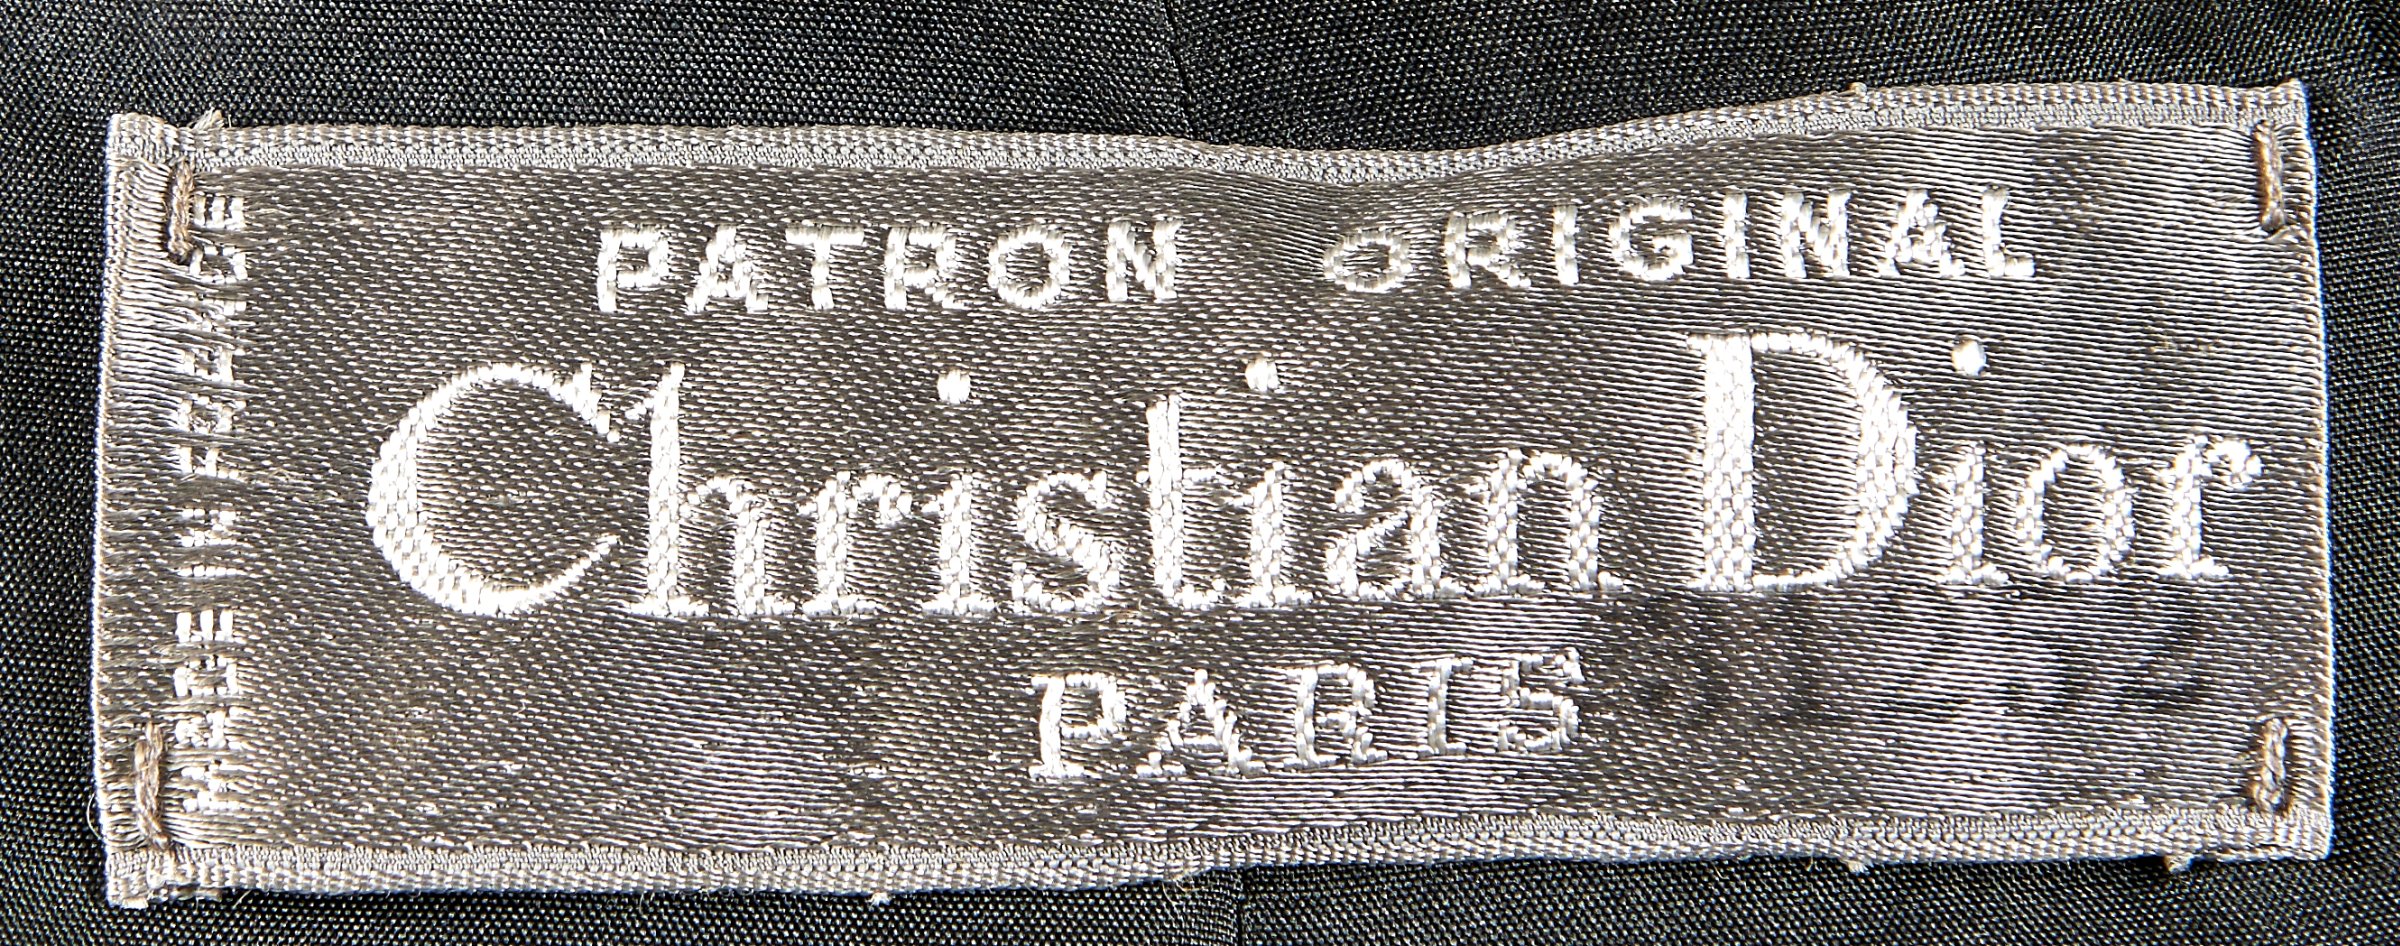 PATRON ORIGINAL
Christian Dior
PARIS
MADE IN FRANCE